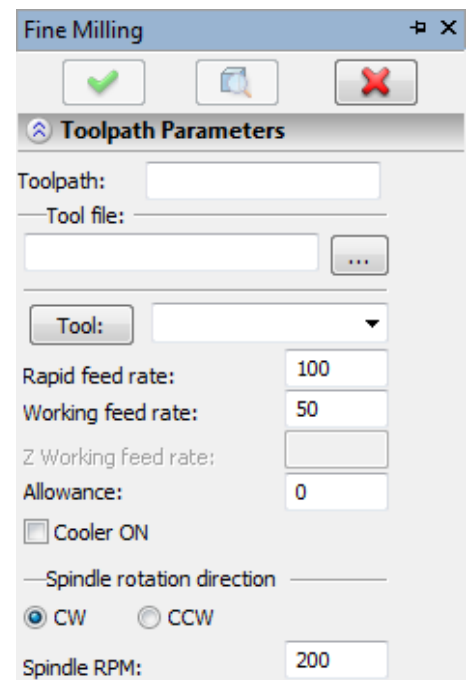 Fine Milling
Toolpath Parameters
Toolpath:
Tool file:
...
Tool:
Rapid feed rate: 100
Working feed rate: 50
Z Working feed rate:
Allowance: 0
Cooler ON
Spindle rotation direction
CW CCW
Spindle RPM: 200